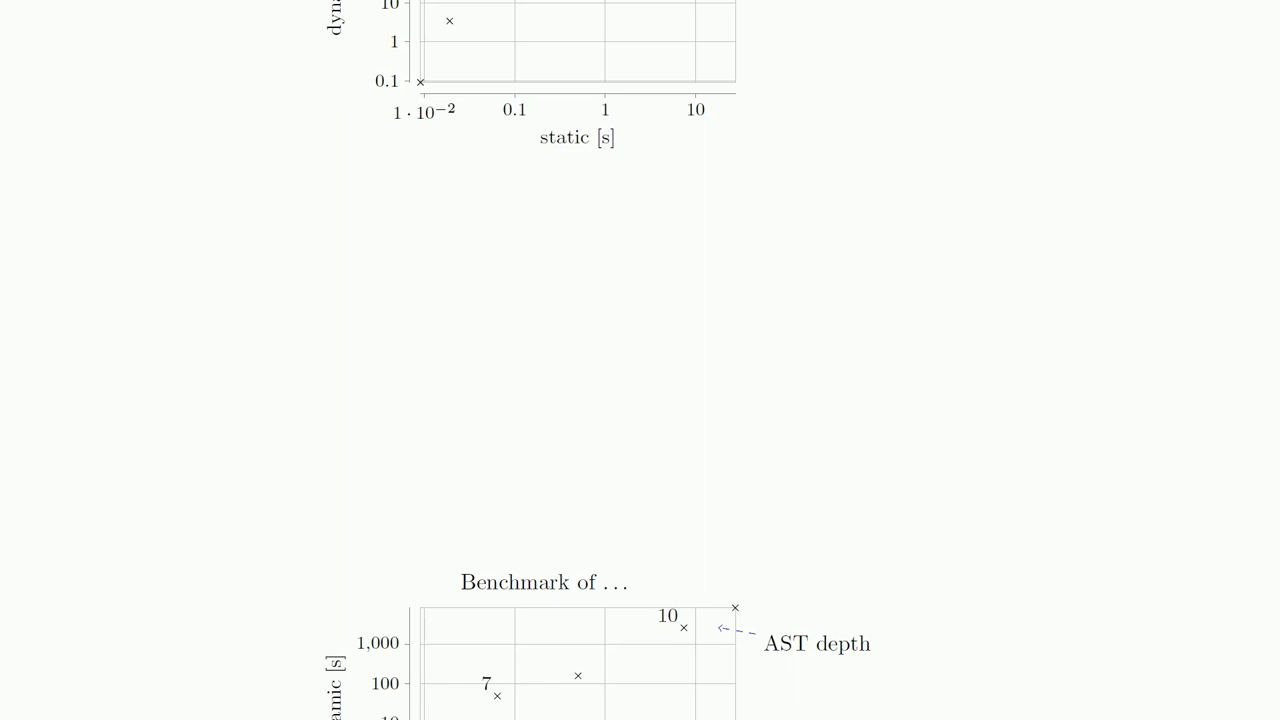 10
1
0.1
1 · 10⁻² 0.1 1 10
static [s]
Benchmark of ...
10
AST depth
1,000
7
100